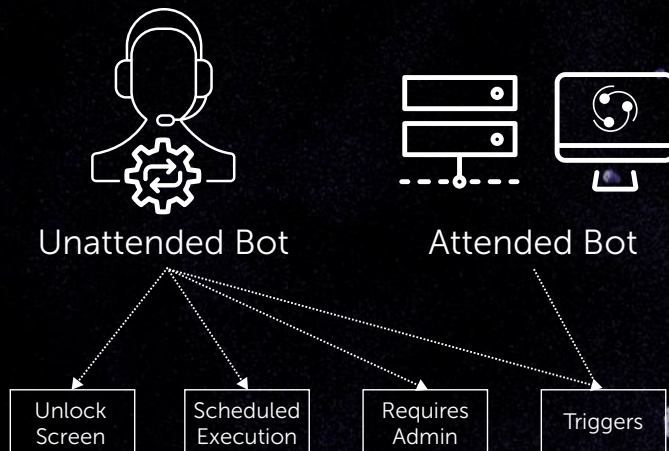 Unattended Bot
Attended Bot
Unlock
Screen
Scheduled
Execution
Requires
Admin
Triggers